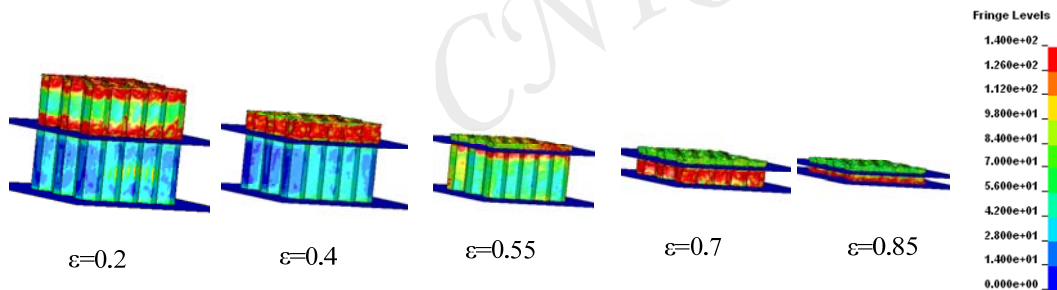 CNKI
Fringe Levels
1.400e+02
1.260e+02
1.120e+02
9.800e+01
8.400e+01
7.000e+01
5.600e+01
4.200e+01
2.800e+01
1.400e+01
0.000e+00
ε=0.2
ε=0.4
ε=0.55
ε=0.7
ε=0.85